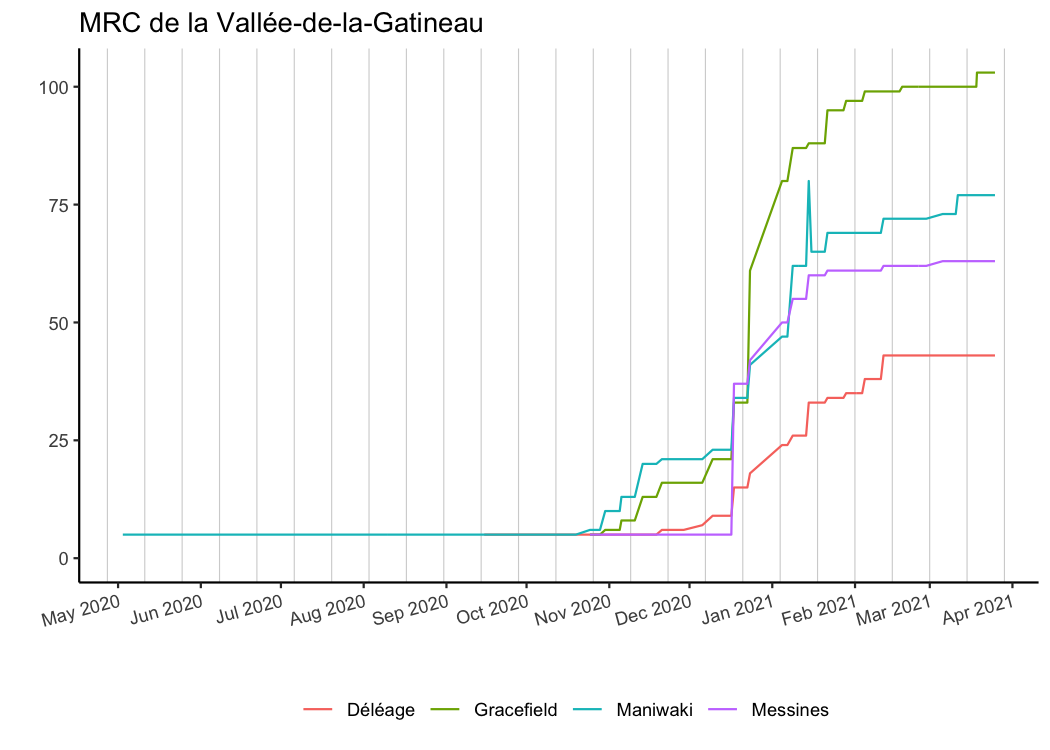 MRC de la Vallée-de-la-Gatineau
100
75
50
25
0
May 2020 Jun 2020 Jul 2020 Aug 2020 Sep 2020 Oct 2020 Nov 2020 Dec 2020 Jan 2021 Feb 2021 Mar 2021 Apr 2021
Déléage Gracefield Maniwaki Messines